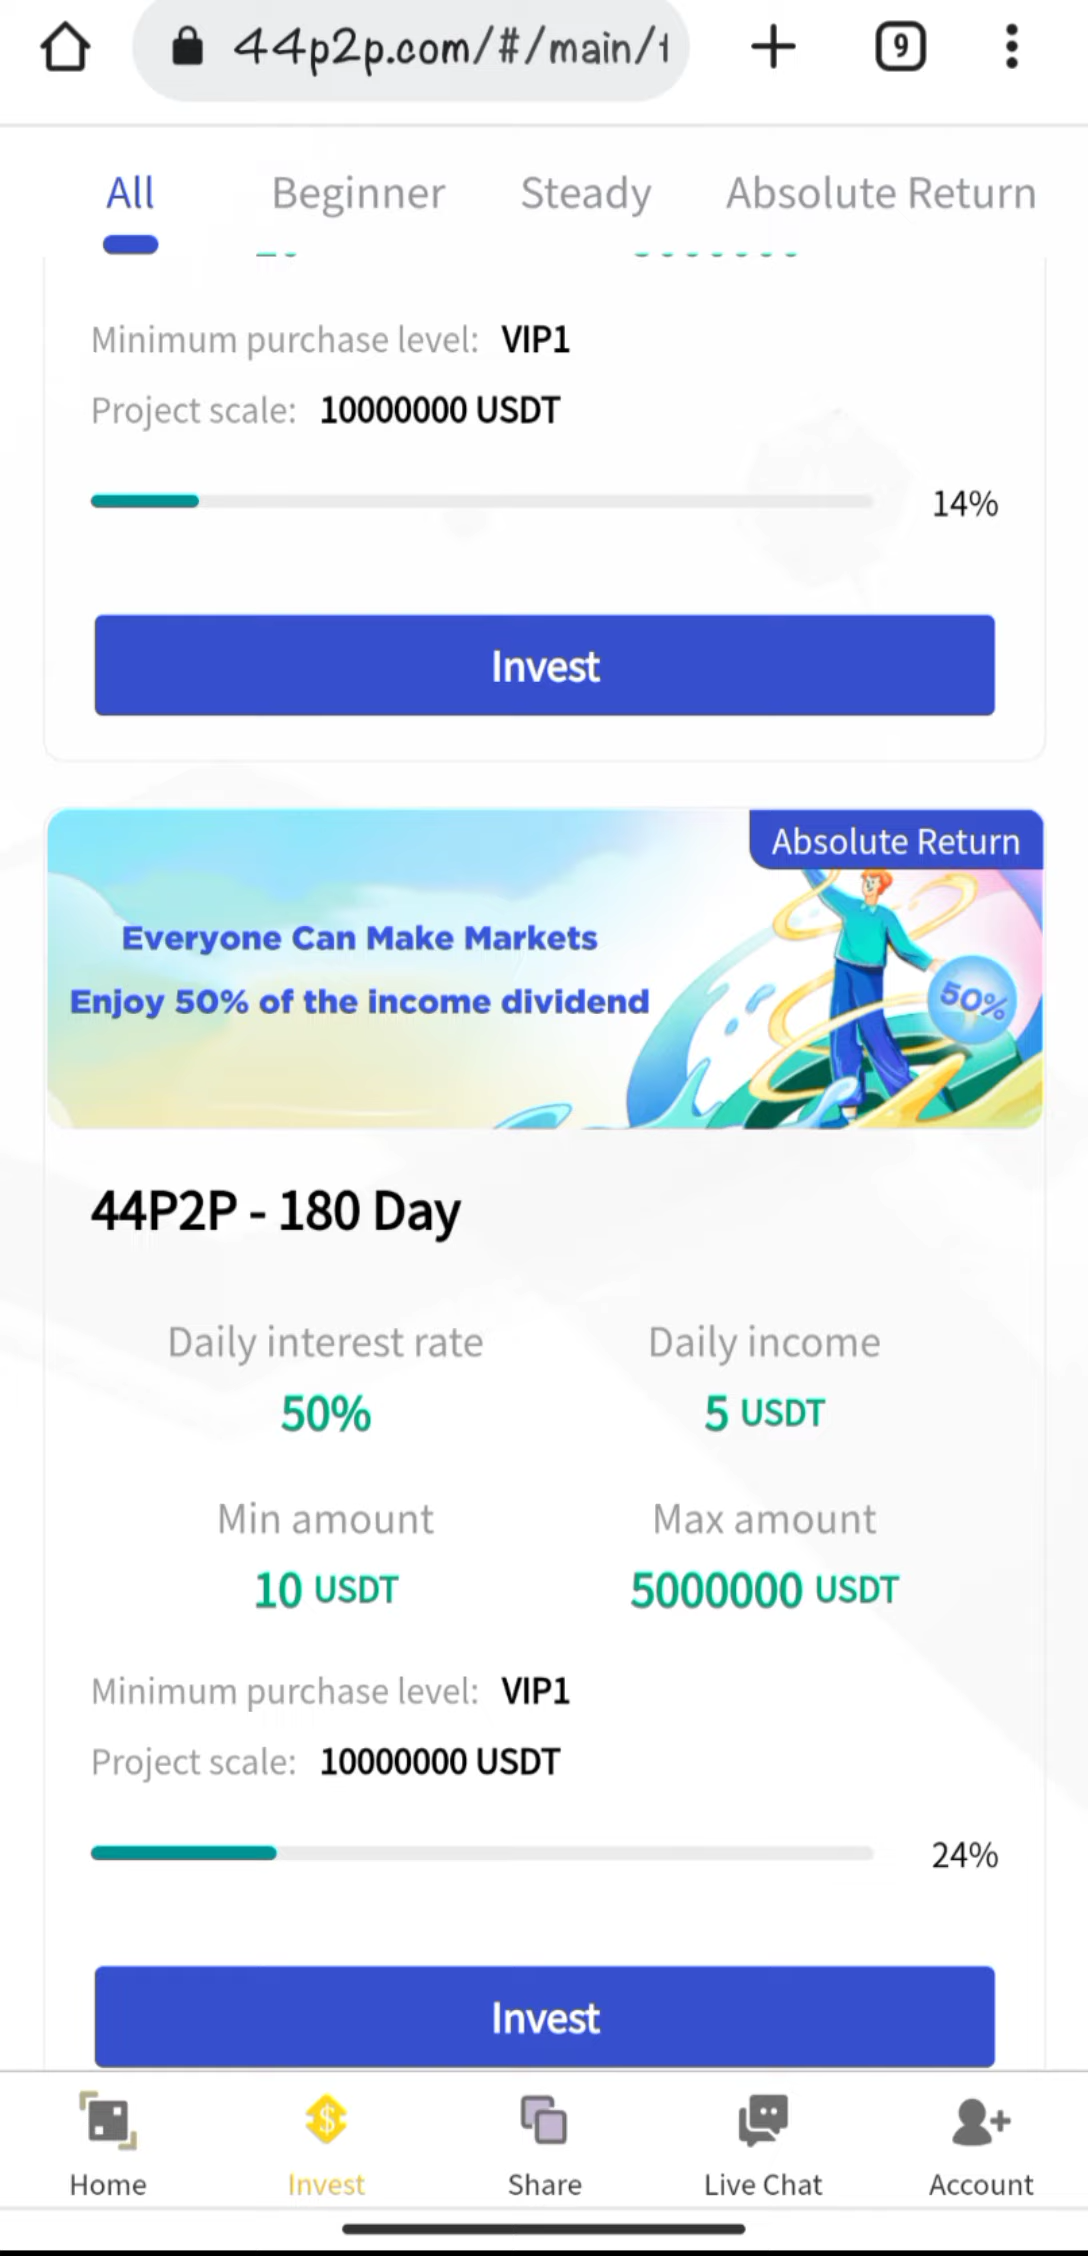 44p2p.com/#/main/
9
All Beginner Steady Absolute Return
Minimum purchase level: VIP1
Project scale: 10000000 USDT
14%
Invest
Absolute Return
Everyone Can Make Markets
Enjoy 50% of the income dividend
50%
44P2P - 180 Day
Daily interest rate Daily income
50% 5 USDT
Min amount Max amount
10 USDT 5000000 USDT
Minimum purchase level: VIP1
Project scale: 10000000 USDT
24%
Invest
Home Invest Share Live Chat Account